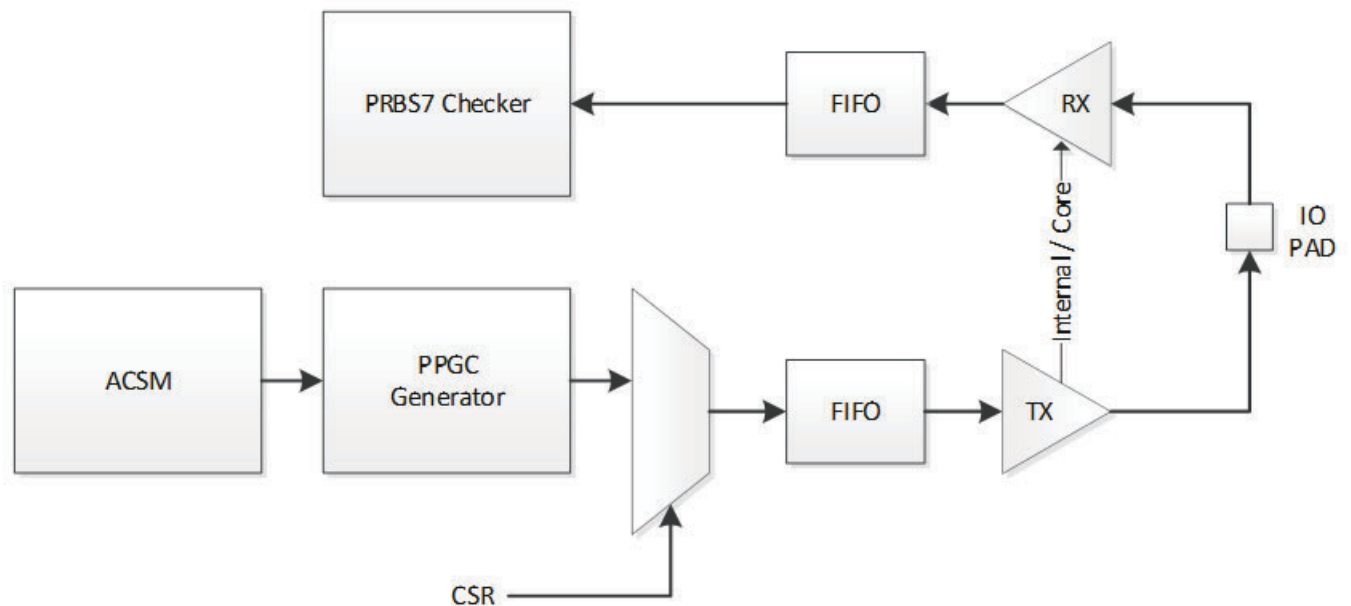 PRBS7 Checker
FIFO
RX
IO
PAD
Internal / Core
ACSM
PPGC
Generator
FIFO
TX
CSR